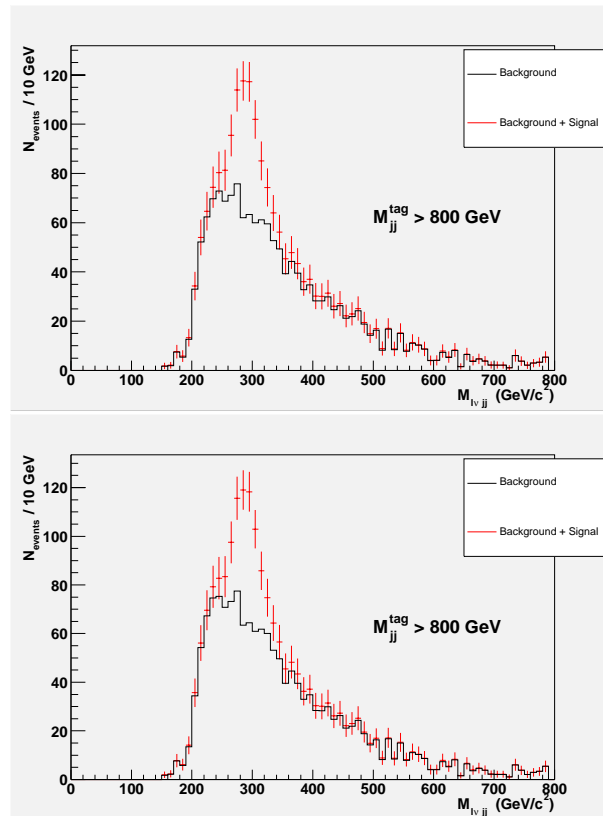 N_events / 10 GeV
120
100
80
60
40
20
0
Background
Background + Signal
M_jj^tag > 800 GeV
0 100 200 300 400 500 600 700 800
M_lν jj (GeV/c²)
N_events / 10 GeV
120
100
80
60
40
20
0
Background
Background + Signal
M_jj^tag > 800 GeV
0 100 200 300 400 500 600 700 800
M_lν jj (GeV/c²)